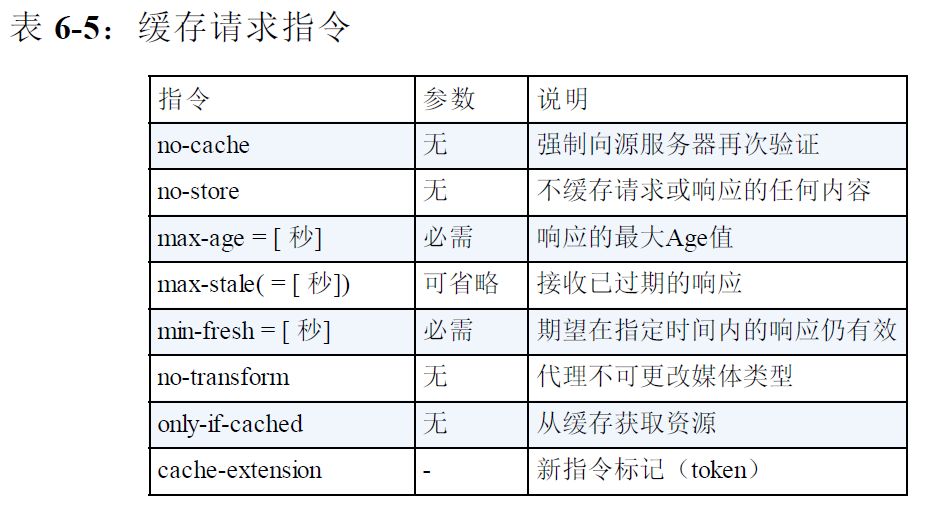 表 6-5：缓存请求指令
指令 参数 说明
no-cache 无 强制向源服务器再次验证
no-store 无 不缓存请求或响应的任何内容
max-age = [ 秒] 必需 响应的最大Age值
max-stale( = [ 秒]) 可省略 接收已过期的响应
min-fresh = [ 秒] 必需 期望在指定时间内的响应仍有效
no-transform 无 代理不可更改媒体类型
only-if-cached 无 从缓存获取资源
cache-extension - 新指令标记（token）